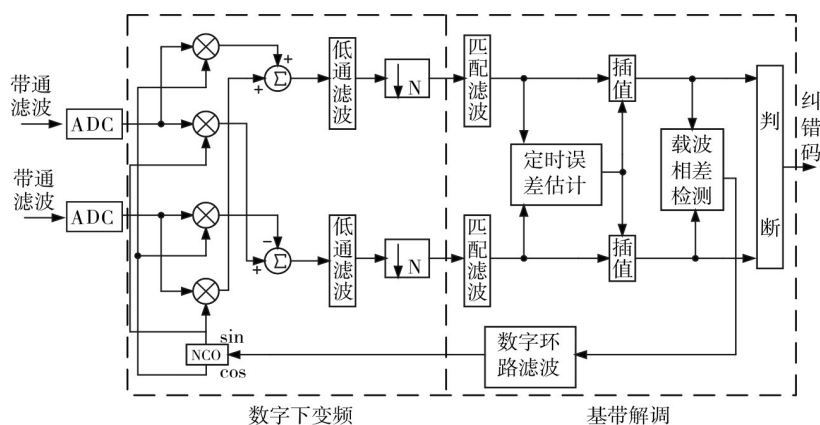 带通
滤波
ADC
带通
滤波
ADC
+
+
Σ
−
+
Σ
低通滤波
N
低通滤波
N
NCO
sin
cos
数字下变频
匹配滤波
匹配滤波
定时误
差估计
插值
插值
载波
相差
检测
判断
纠错码
数字环
路滤波
基带解调